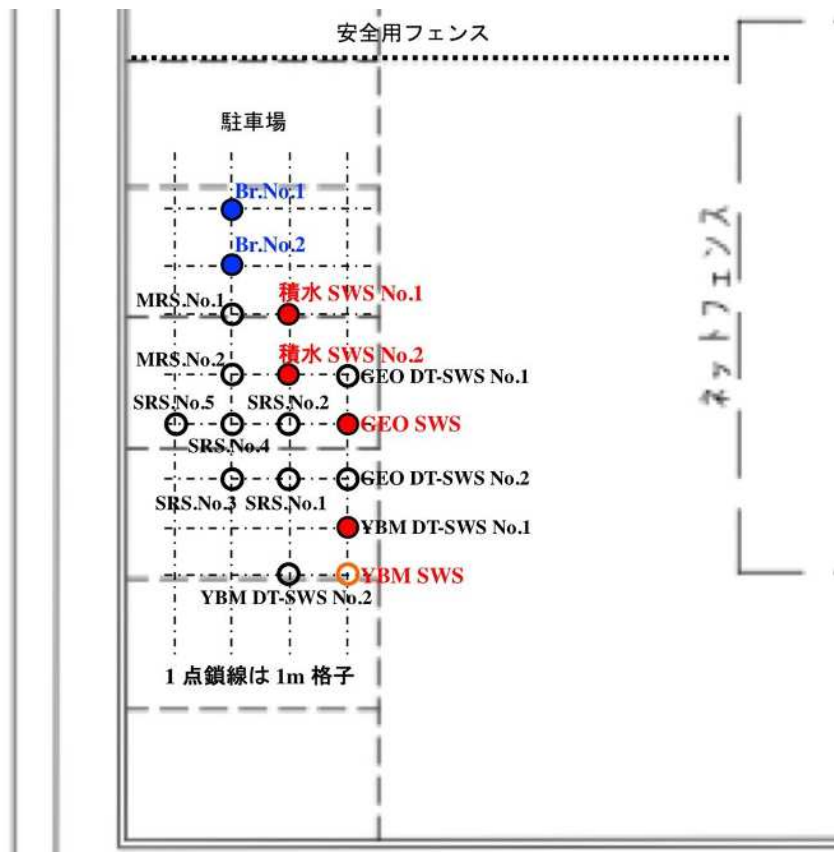 安全用フェンス
駐車場
Br.No.1
Br.No.2
MRS.No.1
積水 SWS No.1
MRS.No.2
積水 SWS No.2
GEO DT-SWS No.1
SRS.No.5
SRS.No.2
GEO SWS
SRS.No.4
GEO DT-SWS No.2
SRS.No.3
SRS.No.1
YBM DT-SWS No.1
YBM SWS
YBM DT-SWS No.2
1 点鎖線は 1m 格子
ネットフェンス